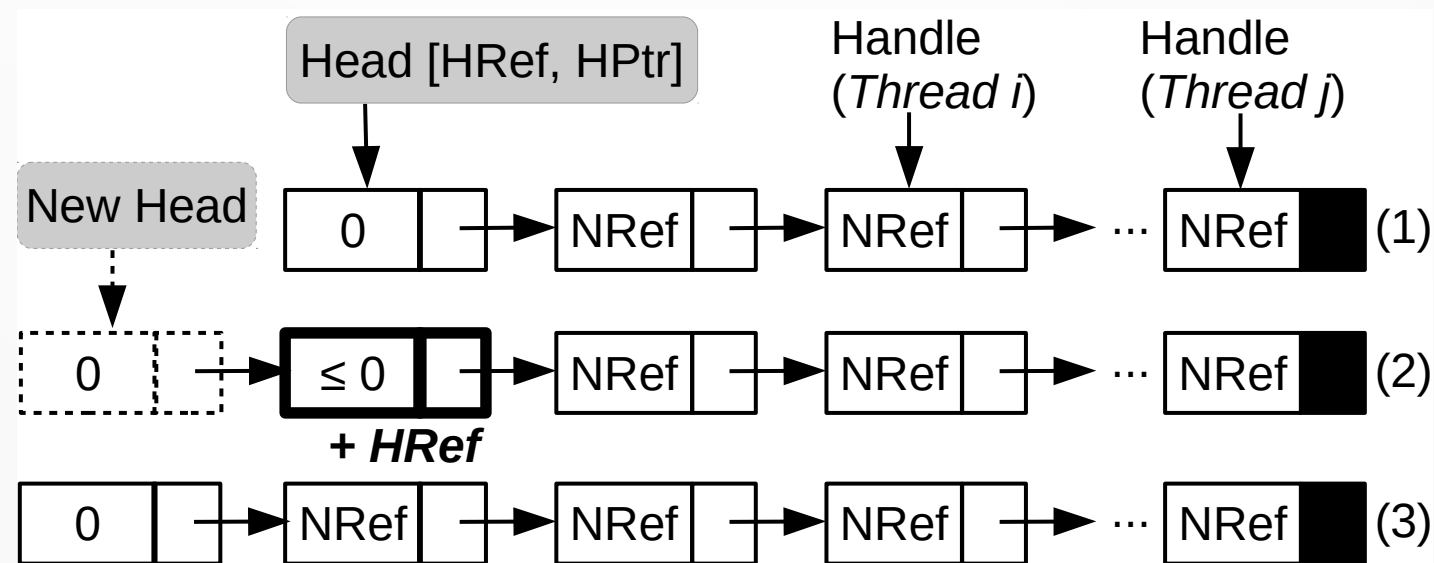 Head [HRef, HPtr]
Handle
(Thread i)
Handle
(Thread j)
New Head
0 NRef NRef ... NRef (1)
0 ≤ 0 NRef NRef ... NRef (2)
+ HRef
0 NRef NRef NRef ... NRef (3)